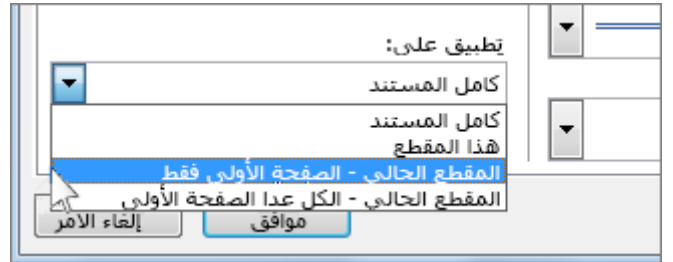 تطبيق على:
كامل المستند
كامل المستند
هذا المقطع
المقطع الحالي - الصفحة الأولى فقط
المقطع الحالي - الكل عدا الصفحة الأولى
موافق
إلغاء الأمر